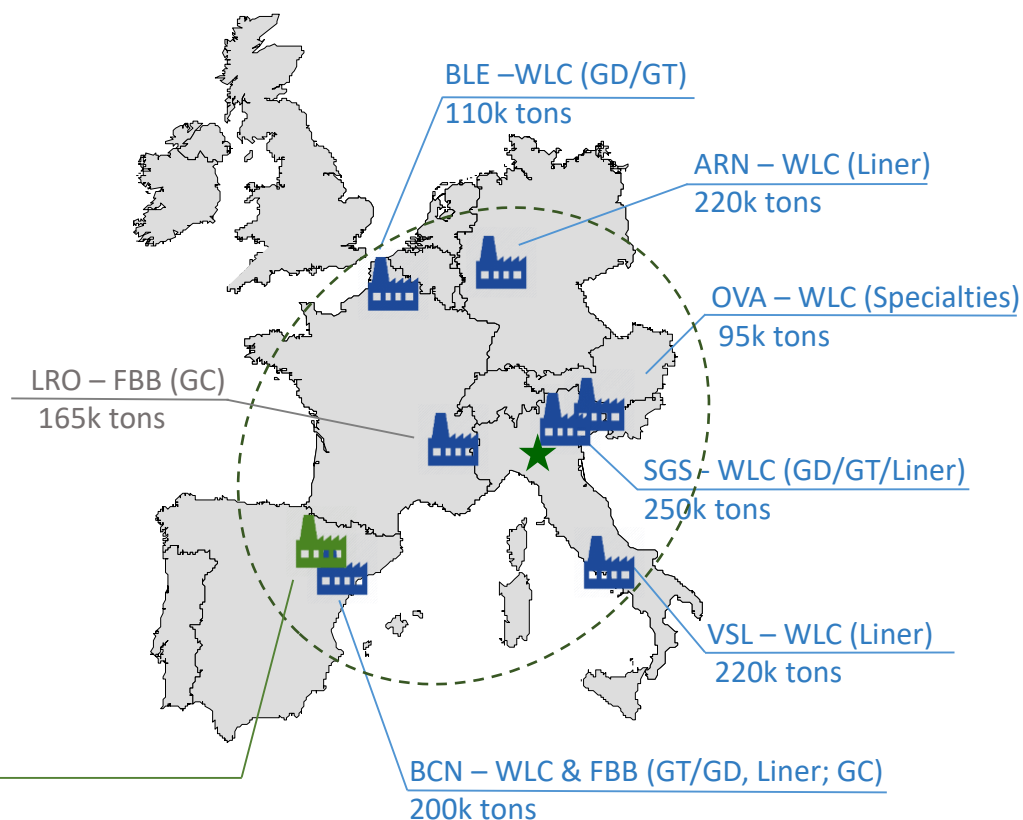 BLE –WLC (GD/GT)
110k tons
ARN – WLC (Liner)
220k tons
OVA – WLC (Specialties)
95k tons
LRO – FBB (GC)
165k tons
SGS - WLC (GD/GT/Liner)
250k tons
VSL – WLC (Liner)
220k tons
BCN – WLC & FBB (GT/GD, Liner; GC)
200k tons